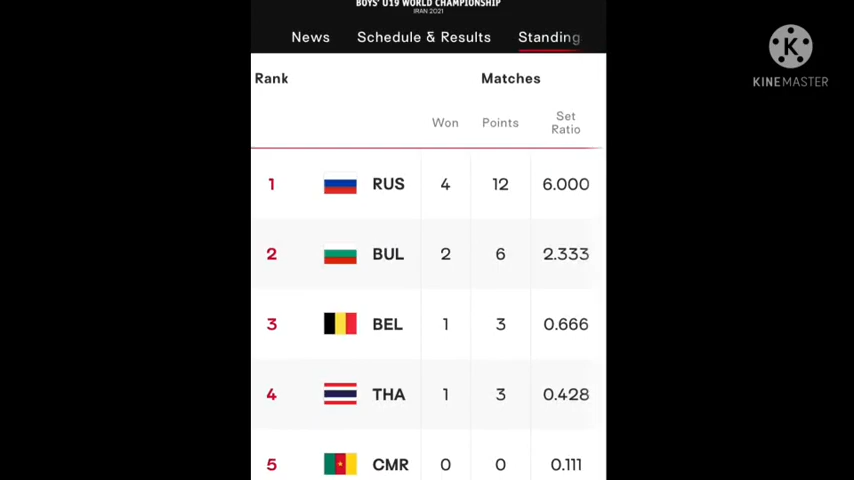 BOYS' U19 WORLD CHAMPIONSHIP
IRAN 2021
News Schedule & Results Standing
K
KINEMASTER
Rank Matches
Won Points Set Ratio
1 RUS 4 12 6.000
2 BUL 2 6 2.333
3 BEL 1 3 0.666
4 THA 1 3 0.428
5 CMR 0 0 0.111